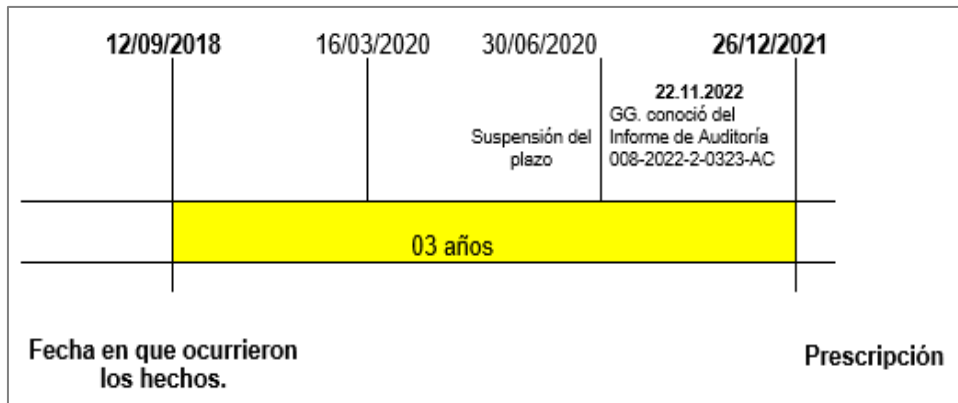 12/09/2018
16/03/2020
30/06/2020
26/12/2021
Suspensión del
plazo
22.11.2022
GG. conoció del
Informe de Auditoría
008-2022-2-0323-AC
03 años
Fecha en que ocurrieron
los hechos.
Prescripción